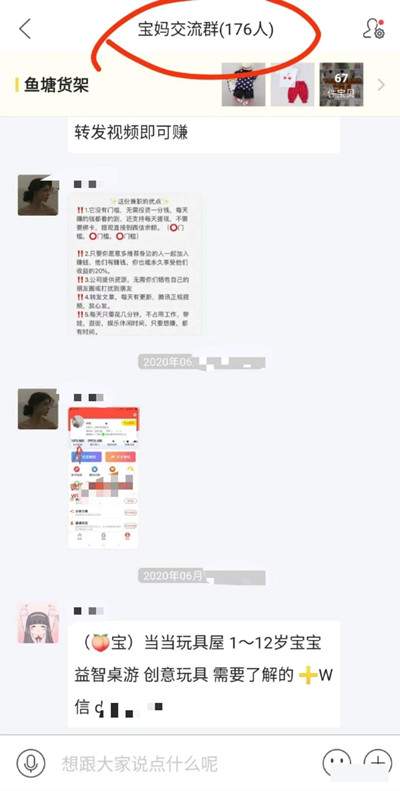 宝妈交流群(176人)
鱼塘货架
67
件宝贝
转发视频即可赚
这份兼职的优点
‼️1.它没有门槛，无需投资一分钱，每天
赚的钱都看的到，还支持每天提现，不需
要绑卡，提现直接到微信余额。（⭕门
槛，⭕门槛，⭕门槛）
‼️2.只要你愿意多推荐身边的人一起加入
赚钱，他们有赚钱，你也能永久享受他们
收益的20%。
‼️3.公司提供资源，无需你们牺牲自己的
朋友圈或打扰到朋友
‼️4.转发文章，每天有更新，腾讯正规视
频，放心发。
‼️5.每天只需花几分钟，不占用工作，带
娃，逛街，娱乐休闲时间，只要想赚，都
有时间。
2020年06
2020年06月
（🍑宝）当当玩具屋 1～12岁宝宝
益智桌游 创意玩具 需要了解的 ➕W
信
想跟大家说点什么呢